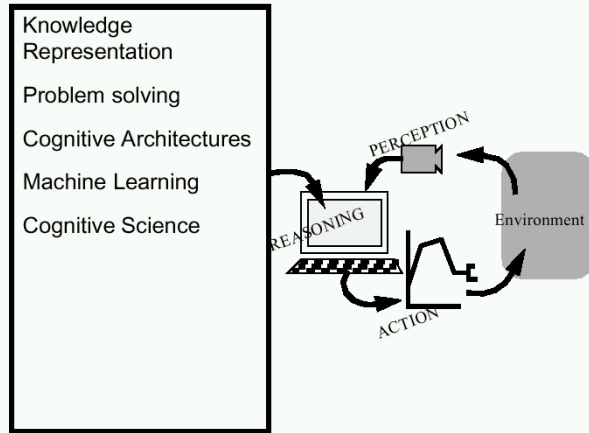 Knowledge
Representation
Problem solving
Cognitive Architectures
Machine Learning
Cognitive Science
PERCEPTION
REASONING
Environment
ACTION